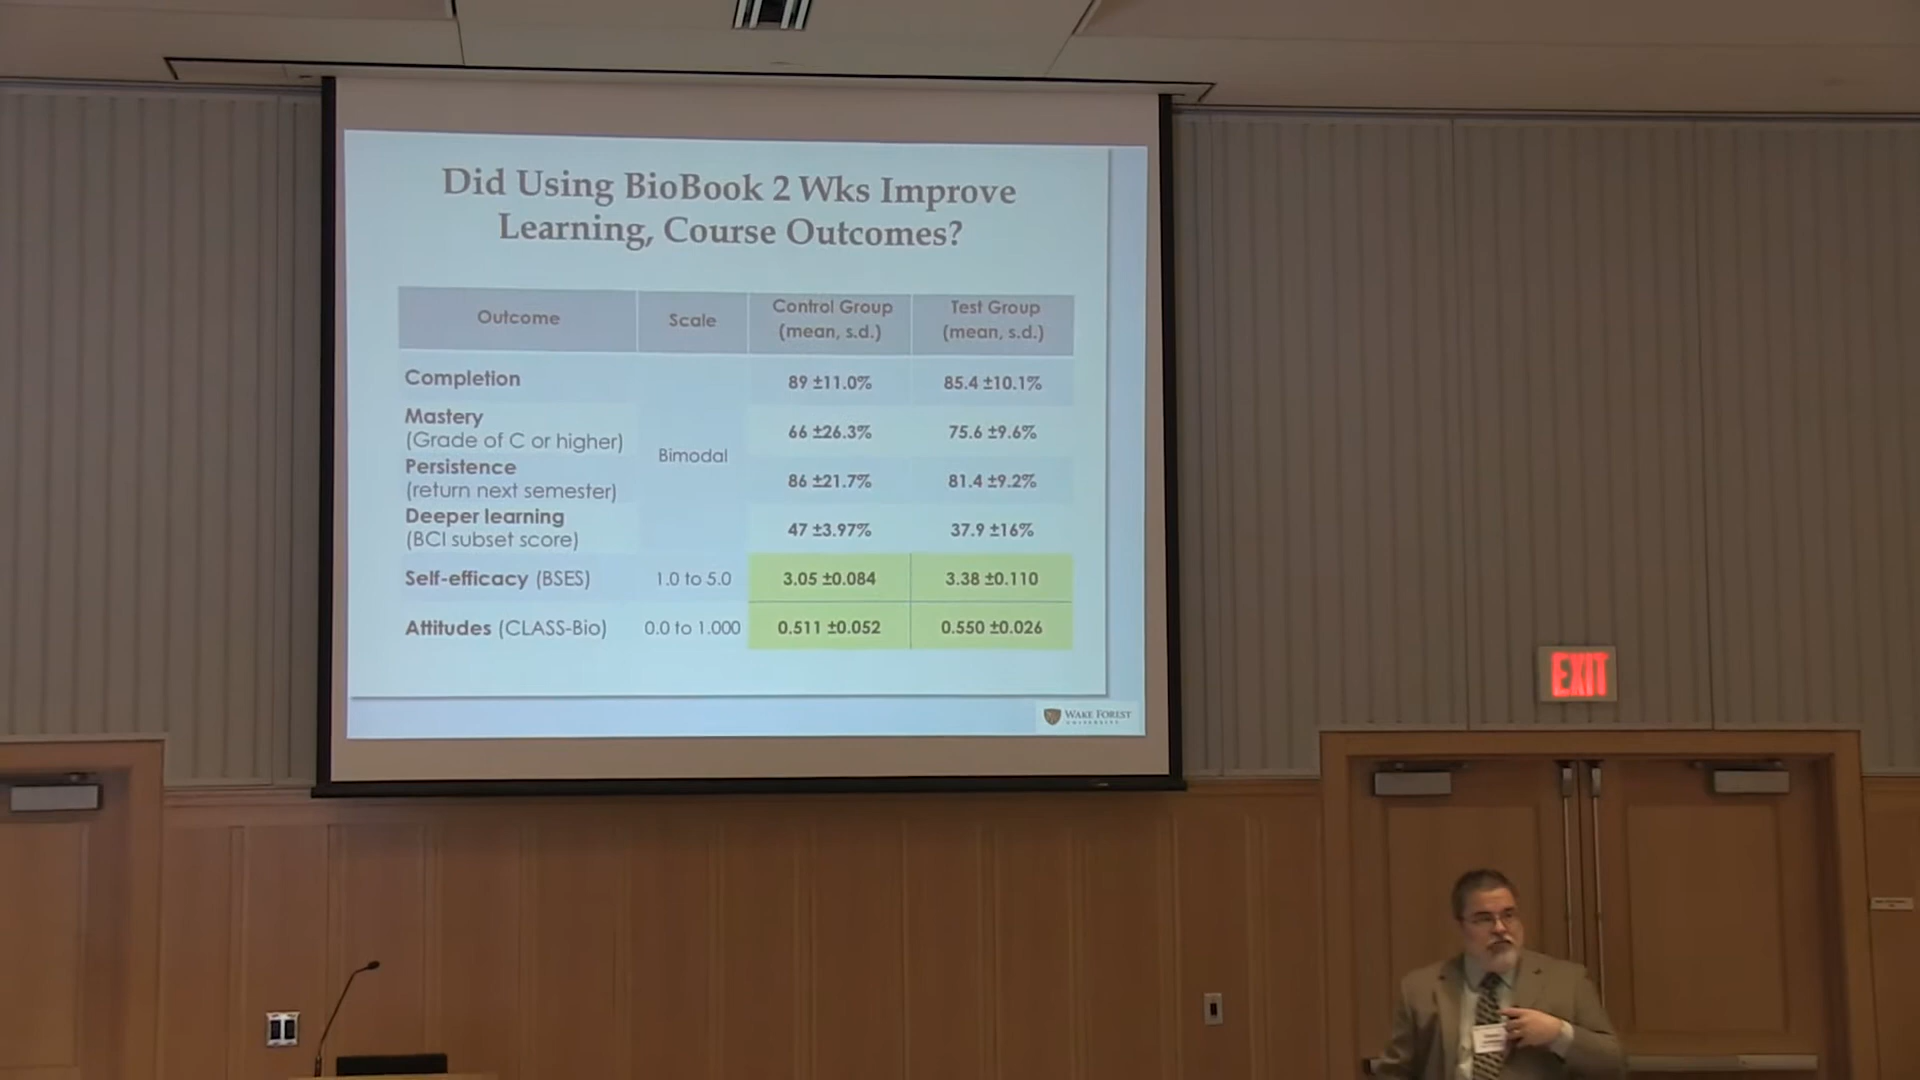 Did Using BioBook 2 Wks Improve
Learning, Course Outcomes?
Outcome
Scale
Control Group
(mean, s.d.)
Test Group
(mean, s.d.)
Completion
89 ±11.0%
85.4 ±10.1%
Mastery
(Grade of C or higher)
66 ±26.3%
75.6 ±9.6%
Bimodal
Persistence
(return next semester)
86 ±21.7%
81.4 ±9.2%
Deeper learning
(BCI subset score)
47 ±3.97%
37.9 ±16%
Self-efficacy (BSES)
1.0 to 5.0
3.05 ±0.084
3.38 ±0.110
Attitudes (CLASS-Bio)
0.0 to 1.000
0.511 ±0.052
0.550 ±0.026
WAKE FOREST
UNIVERSITY
EXIT